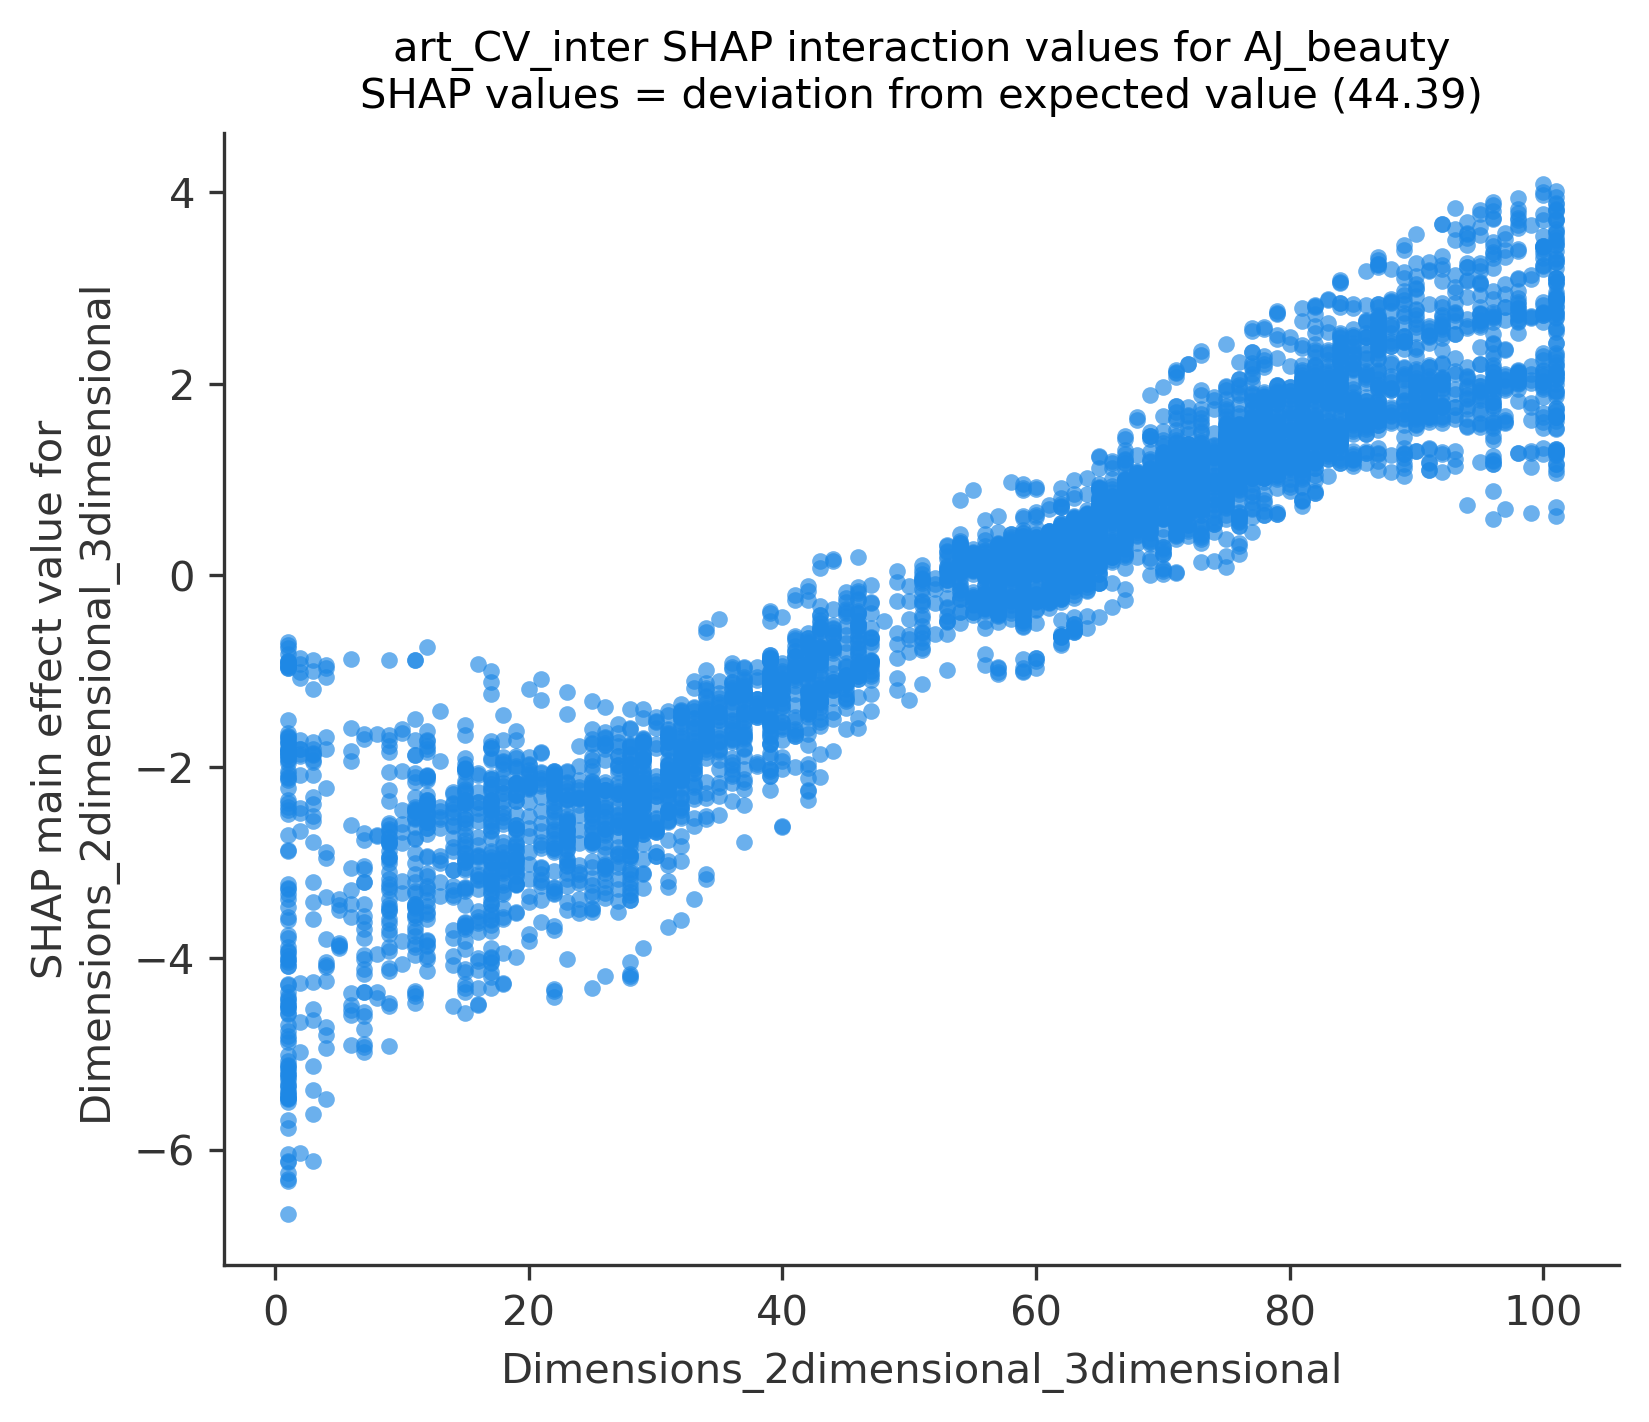 art_CV_inter SHAP interaction values for AJ_beauty
SHAP values = deviation from expected value (44.39)
SHAP main effect value for
Dimensions_2dimensional_3dimensional
4
2
0
−2
−4
−6
0 20 40 60 80 100
Dimensions_2dimensional_3dimensional